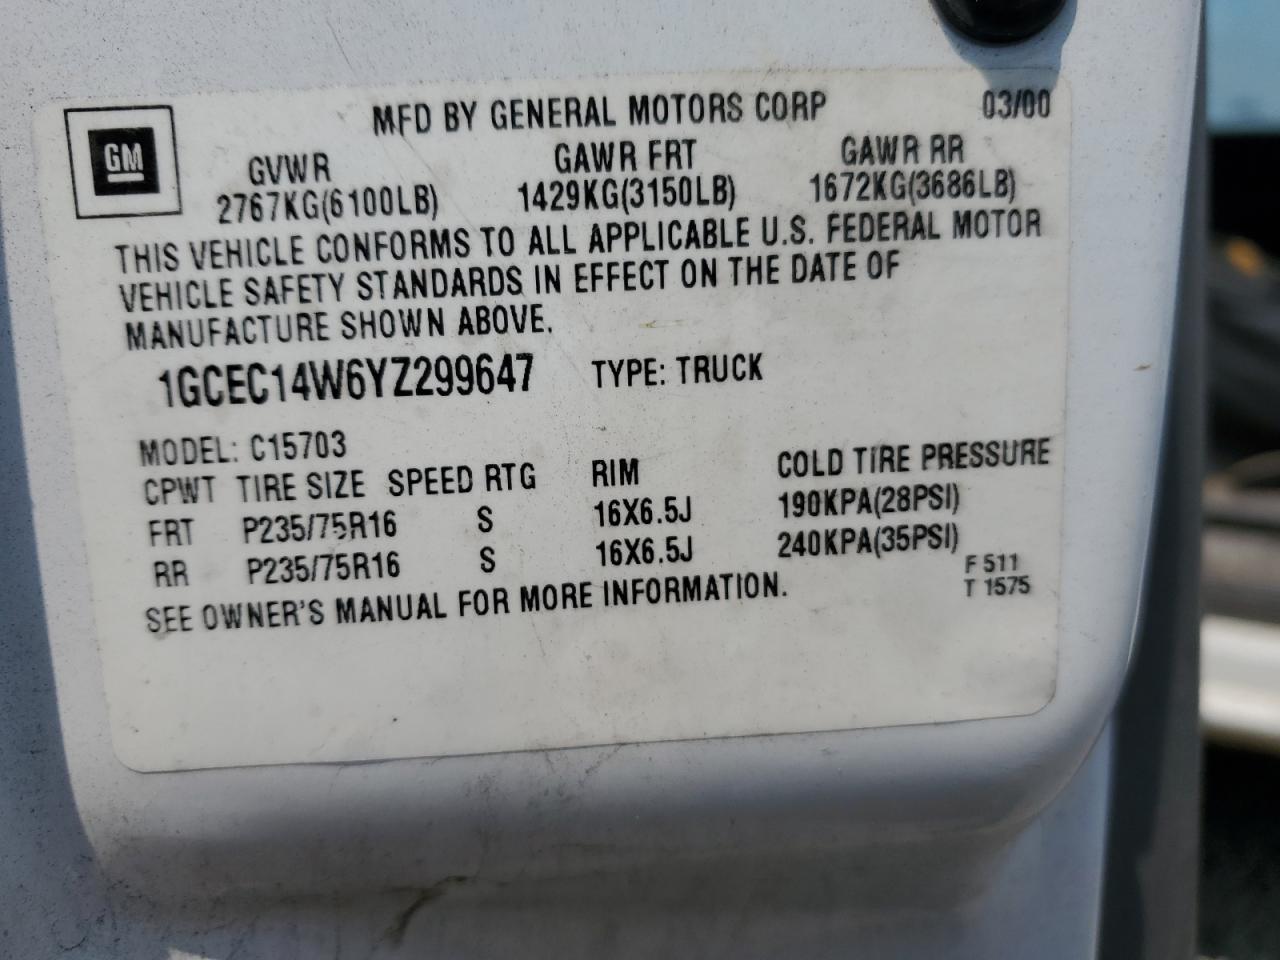 MFD BY GENERAL MOTORS CORP 03/00
GM
GVWR GAWR FRT GAWR RR
2767KG(6100LB) 1429KG(3150LB) 1672KG(3686LB)
THIS VEHICLE CONFORMS TO ALL APPLICABLE U.S. FEDERAL MOTOR
VEHICLE SAFETY STANDARDS IN EFFECT ON THE DATE OF
MANUFACTURE SHOWN ABOVE.
1GCEC14W6YZ299647 TYPE: TRUCK
MODEL: C15703
CPWT TIRE SIZE SPEED RTG RIM COLD TIRE PRESSURE
FRT P235/75R16 S 16X6.5J 190KPA(28PSI)
RR P235/75R16 S 16X6.5J 240KPA(35PSI)
SEE OWNER'S MANUAL FOR MORE INFORMATION.
F 511
T 1575